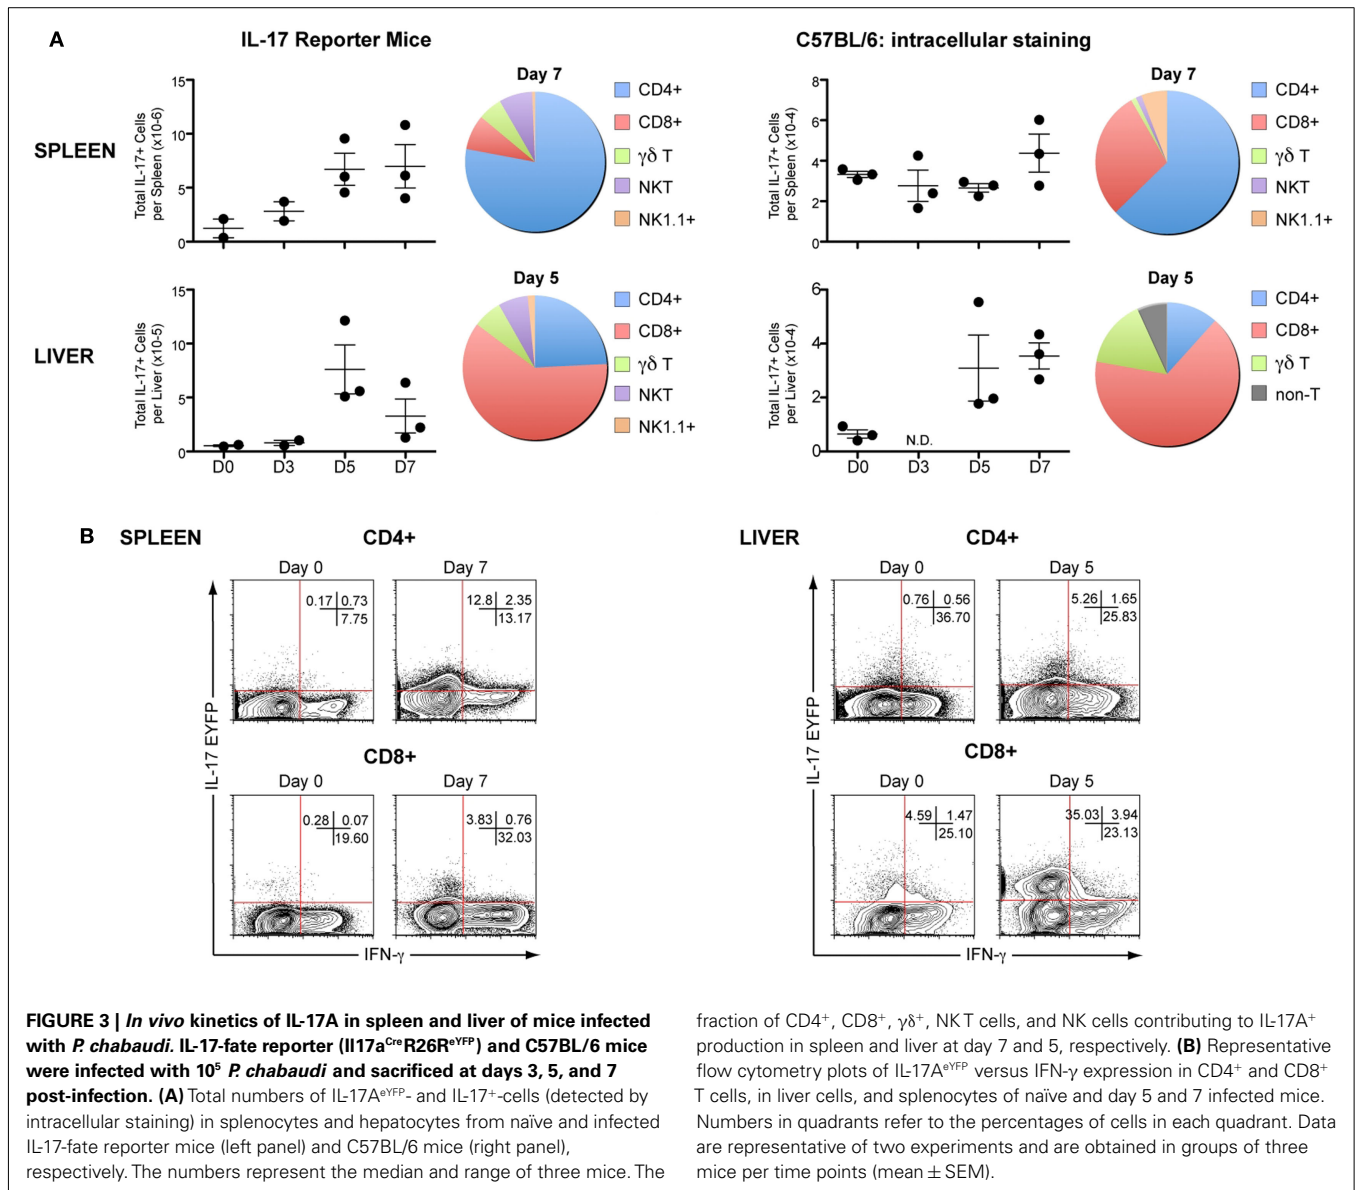 A
IL-17 Reporter Mice
C57BL/6: intracellular staining
SPLEEN
Total IL-17+ Cells
per Spleen (x10-6)
15
10
5
0
Day 7
CD4+
CD8+
γδ T
NKT
NK1.1+
Total IL-17+ Cells
per Spleen (x10-4)
8
6
4
2
0
Day 7
CD4+
CD8+
γδ T
NKT
NK1.1+
LIVER
Total IL-17+ Cells
per Liver (x10-5)
15
10
5
0
D0 D3 D5 D7
Day 5
CD4+
CD8+
γδ T
NKT
NK1.1+
Total IL-17+ Cells
per Liver (x10-4)
6
4
2
0
N.D.
D0 D3 D5 D7
Day 5
CD4+
CD8+
γδ T
non-T
B
SPLEEN
CD4+
Day 0
0.17 0.73
7.75
Day 7
12.8 2.35
13.17
CD8+
Day 0
0.28 0.07
19.60
Day 7
3.83 0.76
32.03
IL-17 EYFP
IFN-γ
LIVER
CD4+
Day 0
0.76 0.56
36.70
Day 5
5.26 1.65
25.83
CD8+
Day 0
4.59 1.47
25.10
Day 5
35.03 3.94
23.13
IL-17 EYFP
IFN-γ
FIGURE 3 | In vivo kinetics of IL-17A in spleen and liver of mice infected
with P. chabaudi. IL-17-fate reporter (Il17aCreR26ReYFP) and C57BL/6 mice
were infected with 10⁵ P. chabaudi and sacrificed at days 3, 5, and 7
post-infection. (A) Total numbers of IL-17AeYFP- and IL-17⁺-cells (detected by
intracellular staining) in splenocytes and hepatocytes from naïve and infected
IL-17-fate reporter mice (left panel) and C57BL/6 mice (right panel),
respectively. The numbers represent the median and range of three mice. The
fraction of CD4⁺, CD8⁺, γδ⁺, NKT cells, and NK cells contributing to IL-17A⁺
production in spleen and liver at day 7 and 5, respectively. (B) Representative
flow cytometry plots of IL-17AeYFP versus IFN-γ expression in CD4⁺ and CD8⁺
T cells, in liver cells, and splenocytes of naïve and day 5 and 7 infected mice.
Numbers in quadrants refer to the percentages of cells in each quadrant. Data
are representative of two experiments and are obtained in groups of three
mice per time points (mean ± SEM).